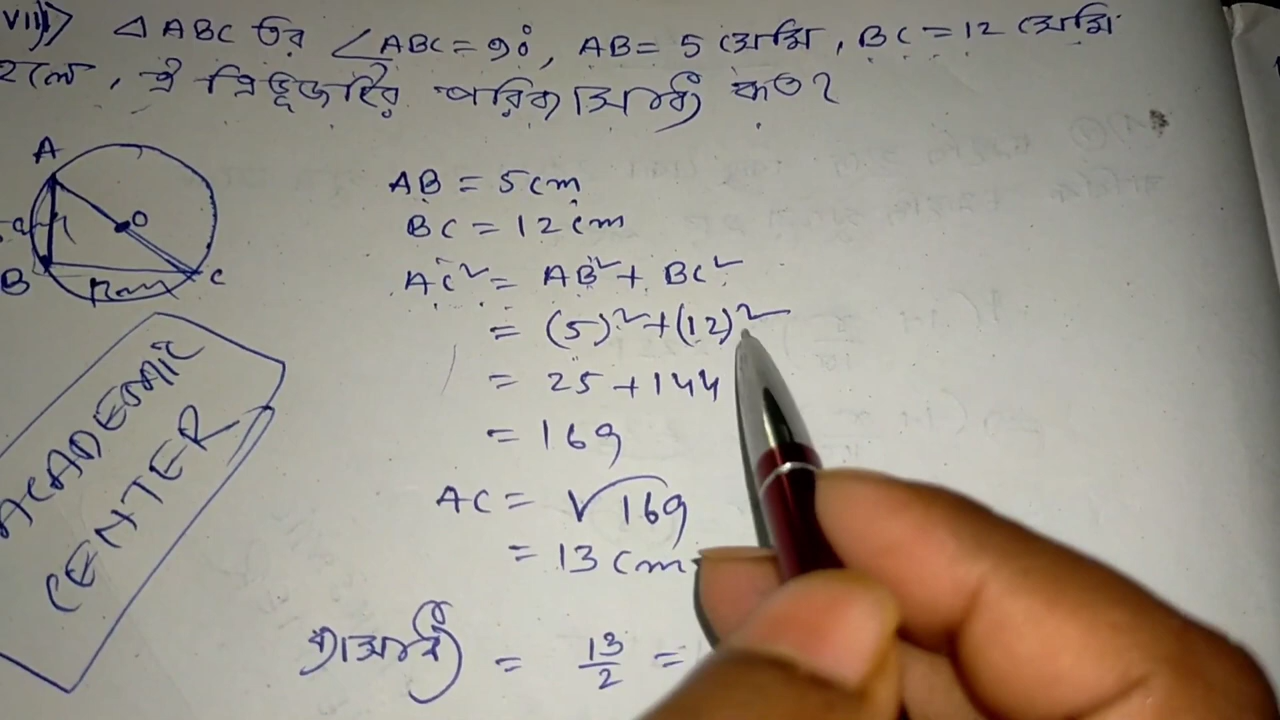 VIII) △ABC এর ∠ABC = 90°, AB = 5 সেমি, BC = 12 সেমি
হলে, ঐ ত্রিভুজটির পরিব্যাসার্ধ কত?
A
O
B
C
12cm
AB = 5cm
BC = 12cm
AC² = AB² + BC²
= (5)² + (12)²
= 25 + 144
= 169
AC = √169
= 13 cm
ব্যাসার্ধ = 13/2 =
ACADEMIC
CENTER